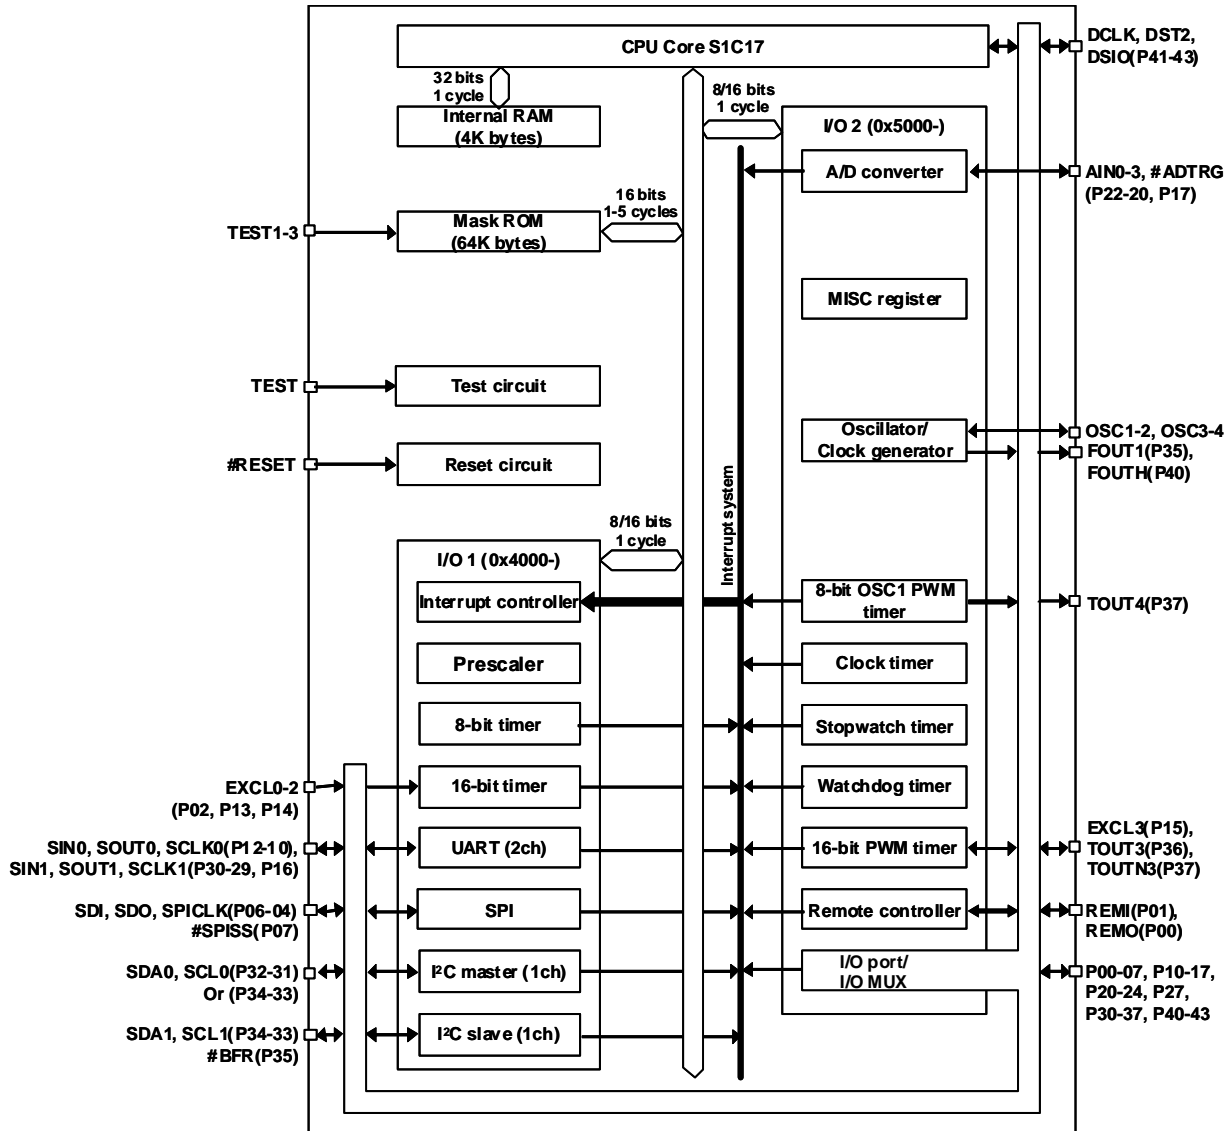 CPU Core S1C17
DCLK, DST2,
DSIO(P41-43)
32 bits
1 cycle
8/16 bits
1 cycle
Internal RAM
(4K bytes)
I/O 2 (0x5000-)
A/D converter
AIN0-3, #ADTRG
(P22-20, P17)
16 bits
1-5 cycles
TEST1-3
Mask ROM
(64K bytes)
MISC register
TEST
Test circuit
Oscillator/
Clock generator
OSC1-2, OSC3-4
FOUT1(P35),
FOUTH(P40)
#RESET
Reset circuit
Interrupt system
8/16 bits
1 cycle
I/O 1 (0x4000-)
Interrupt controller
8-bit OSC1 PWM
timer
TOUT4(P37)
Prescaler
Clock timer
8-bit timer
Stopwatch timer
EXCL0-2
(P02, P13, P14)
16-bit timer
Watchdog timer
SIN0, SOUT0, SCLK0(P12-10),
SIN1, SOUT1, SCLK1(P30-29, P16)
UART (2ch)
16-bit PWM timer
EXCL3(P15),
TOUT3(P36),
TOUTN3(P37)
SDI, SDO, SPICLK(P06-04)
#SPISS(P07)
SPI
Remote controller
REMI(P01),
REMO(P00)
SDA0, SCL0(P32-31)
Or (P34-33)
I²C master (1ch)
I/O port/
I/O MUX
P00-07, P10-17,
P20-24, P27,
P30-37, P40-43
SDA1, SCL1(P34-33)
#BFR(P35)
I²C slave (1ch)